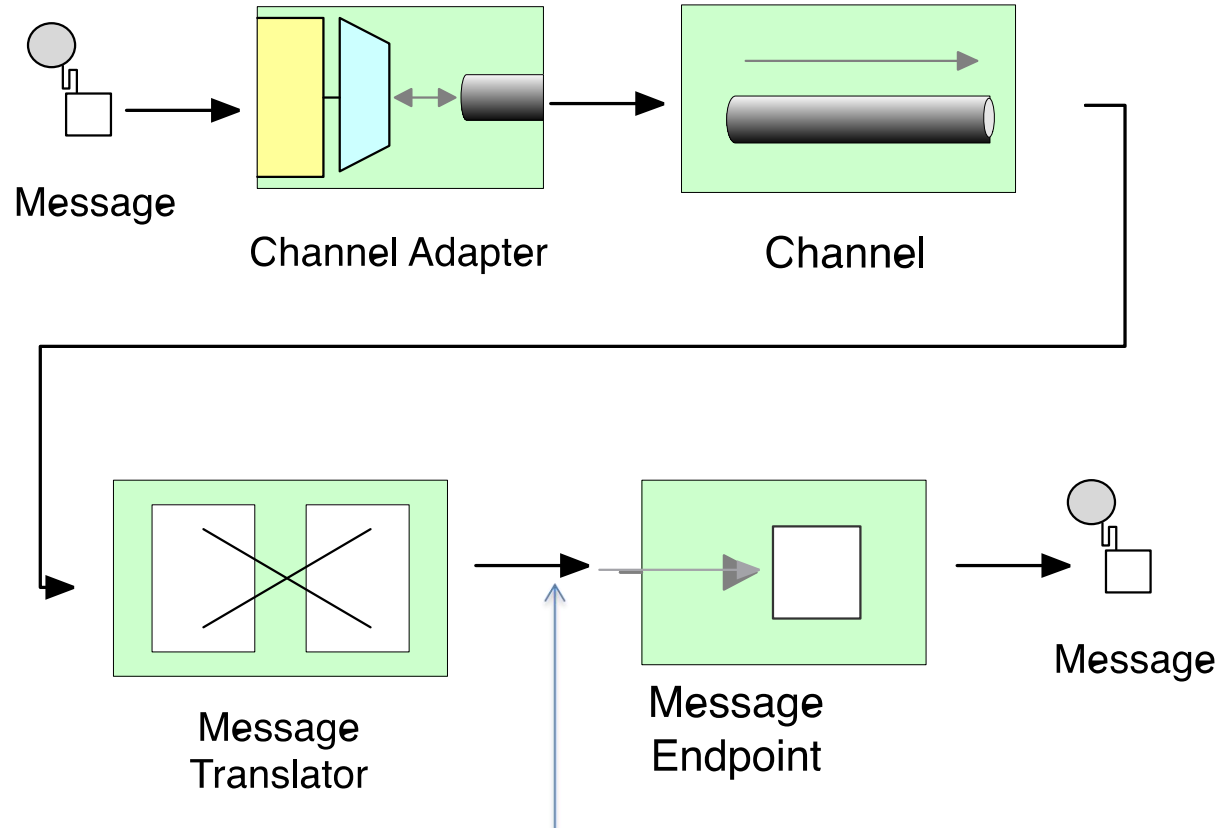 Message
Channel Adapter
Channel
Message
Translator
Message
Endpoint
Message